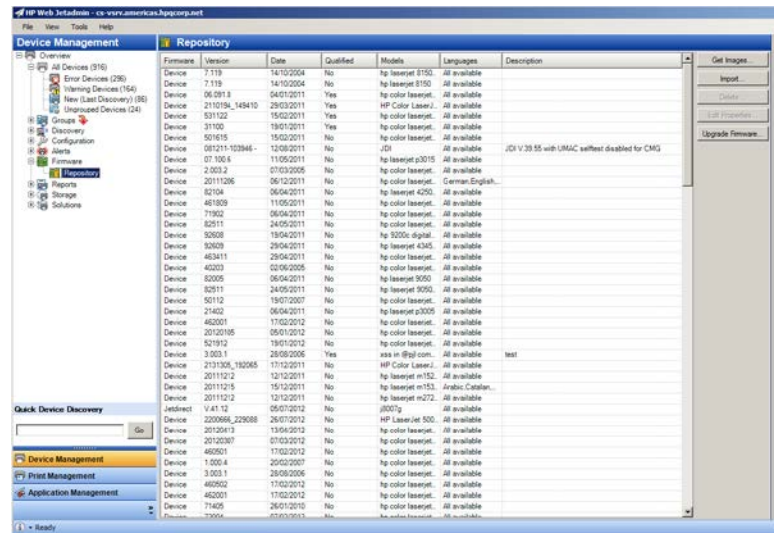 HP Web Jetadmin - cs-vsrv.americas.hpqcorp.net
File View Tools Help
Device Management
Repository
Overview
All Devices (916)
Error Devices (296)
Warning Devices (164)
New (Last Discovery) (86)
Ungrouped Devices (24)
Groups
Discovery
Configuration
Alerts
Firmware
Repository
Reports
Storage
Solutions
Quick Device Discovery
Go
Device Management
Print Management
Application Management
Firmware Version Date Qualified Models Languages Description
Device 7.119 14/10/2004 No hp laserjet 8150.. All available
Device 7.119 14/10/2004 No hp laserjet 8150 All available
Device 06.091.8 04/01/2011 Yes hp color laserjet.. All available
Device 2110194_149410 29/03/2011 Yes HP Color LaserJ.. All available
Device 531122 15/02/2011 Yes hp color laserjet.. All available
Device 31100 19/01/2011 Yes hp color laserjet.. All available
Device 501615 15/02/2011 No hp color laserjet.. All available
Device 081211-103946 - 12/08/2011 No JDI All available JDI V.39.55 with UMAC selftest disabled for CMG
Device 07.100.6 11/05/2011 No hp laserjet p3015 All available
Device 2.003.2 07/03/2005 No hp color laserjet.. All available
Device 20111206 06/12/2011 No hp color laserjet.. German,English,...
Device 82104 06/04/2011 No hp laserjet 4250.. All available
Device 461809 11/05/2011 No hp color laserjet.. All available
Device 71902 06/04/2011 No hp color laserjet.. All available
Device 82511 24/05/2011 No hp color laserjet.. All available
Device 92608 19/04/2011 No hp 9200c digital.. All available
Device 92609 29/04/2011 No hp laserjet 4345.. All available
Device 463411 29/04/2011 No hp color laserjet.. All available
Device 40203 02/06/2005 No hp color laserjet.. All available
Device 82005 06/04/2011 No hp laserjet 9050 All available
Device 82511 24/05/2011 No hp laserjet 9050.. All available
Device 50112 19/07/2007 No hp color laserjet.. All available
Device 21402 06/04/2011 No hp laserjet p3005 All available
Device 462001 17/02/2012 No hp color laserjet.. All available
Device 20120105 05/01/2012 No hp color laserjet.. All available
Device 521912 19/01/2012 No hp color laserjet.. All available
Device 3.003.1 28/08/2006 Yes xss in @pjl com.. All available test
Device 2131305_192065 17/12/2011 No HP Color LaserJ.. All available
Device 20111212 12/12/2011 No hp laserjet m152.. All available
Device 20111215 15/12/2011 No hp laserjet m153.. Arabic,Catalan,...
Device 20111212 12/12/2011 No hp laserjet m272.. All available
Jetdirect V.41.12 05/07/2012 No j8007g All available
Device 2200666_229088 26/07/2012 No HP LaserJet 500.. All available
Device 20120413 13/04/2012 No hp color laserjet.. All available
Device 20120307 07/03/2012 No hp color laserjet.. All available
Device 460501 17/02/2012 No hp color laserjet.. All available
Device 1.000.4 20/02/2007 No hp color laserjet.. All available
Device 3.003.1 28/08/2006 No hp color laserjet.. All available
Device 460502 17/02/2012 No hp color laserjet.. All available
Device 462001 17/02/2012 No hp color laserjet.. All available
Device 71405 26/01/2010 No hp color laserjet.. All available
Get Images...
Import...
Delete...
Edit Properties...
Upgrade Firmware...
Ready